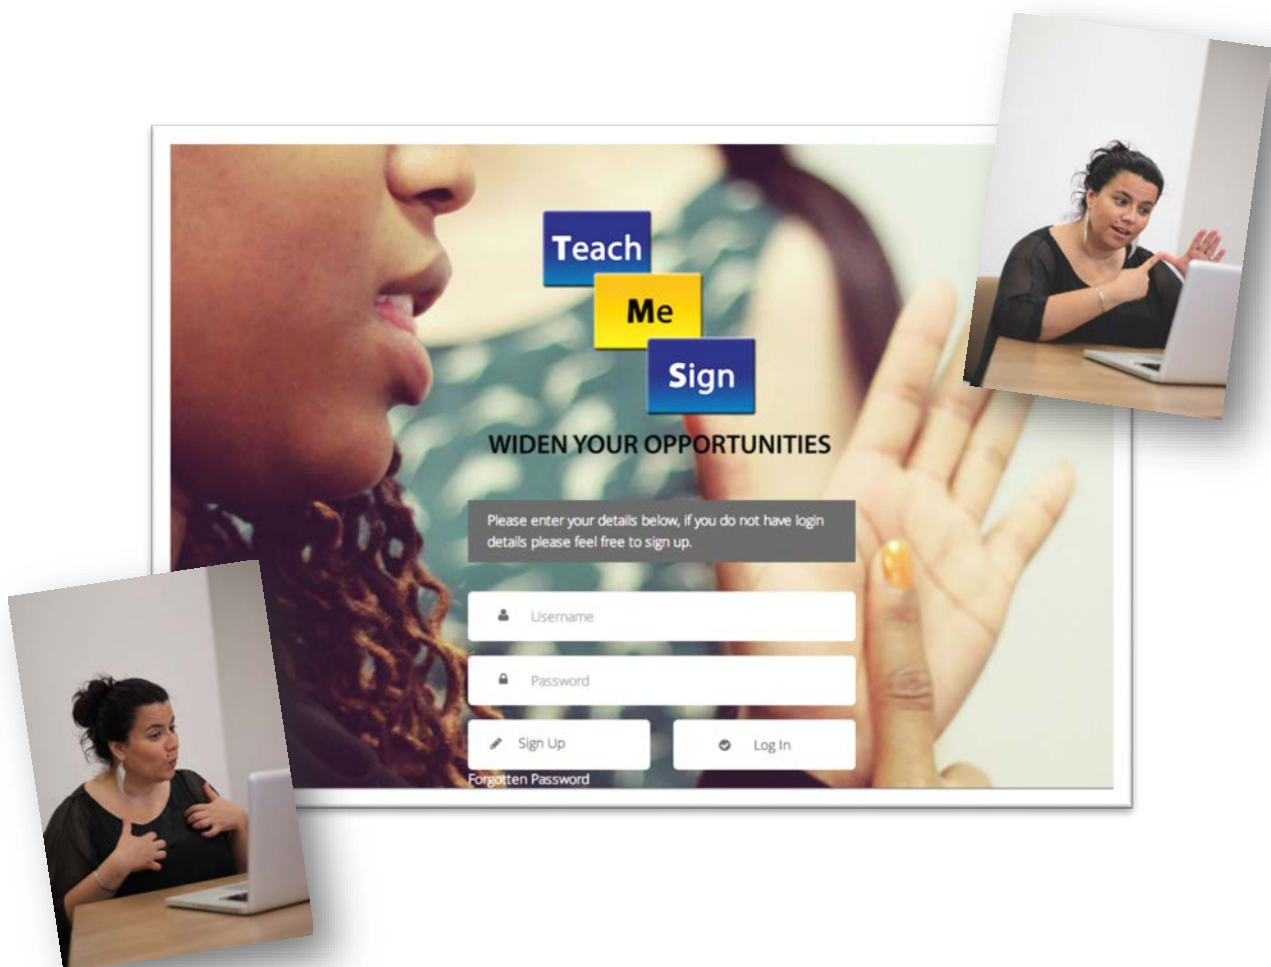 Teach
Me
Sign
WIDEN YOUR OPPORTUNITIES
Please enter your details below, if you do not have login
details please feel free to sign up.
Username
Password
Sign Up
Log In
Forgotten Password